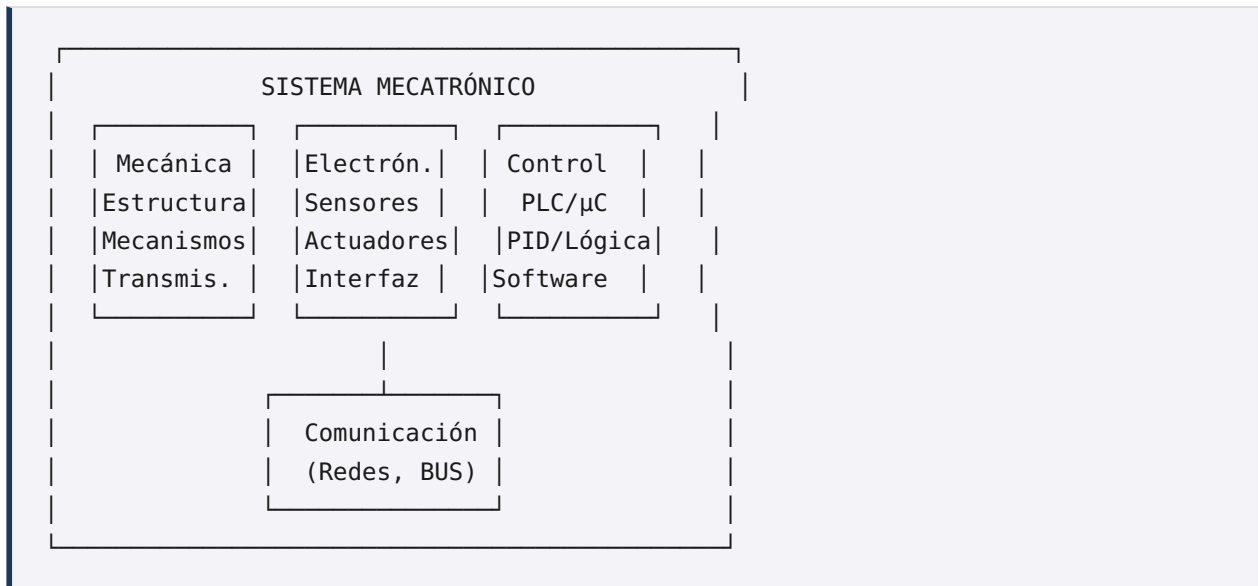 SISTEMA MECATRÓNICO
Mecánica Electrón. Control
Estructura Sensores PLC/µC
Mecanismos Actuadores PID/Lógica
Transmis. Interfaz Software
Comunicación
(Redes, BUS)